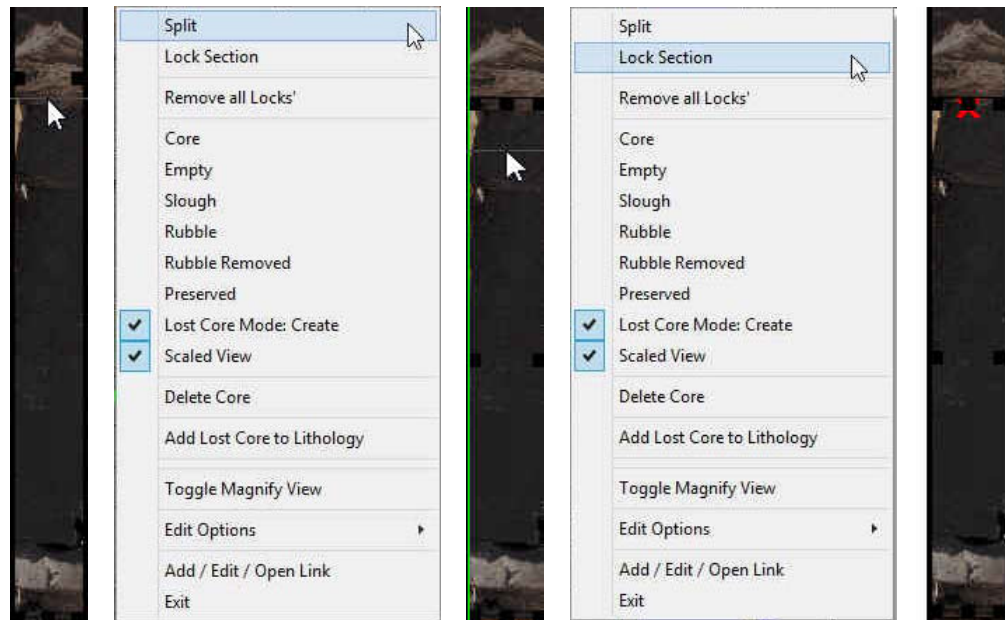 Split
Lock Section
Remove all Locks'
Core
Empty
Slough
Rubble
Rubble Removed
Preserved
Lost Core Mode: Create
Scaled View
Delete Core
Add Lost Core to Lithology
Toggle Magnify View
Edit Options
Add / Edit / Open Link
Exit
Split
Lock Section
Remove all Locks'
Core
Empty
Slough
Rubble
Rubble Removed
Preserved
Lost Core Mode: Create
Scaled View
Delete Core
Add Lost Core to Lithology
Toggle Magnify View
Edit Options
Add / Edit / Open Link
Exit